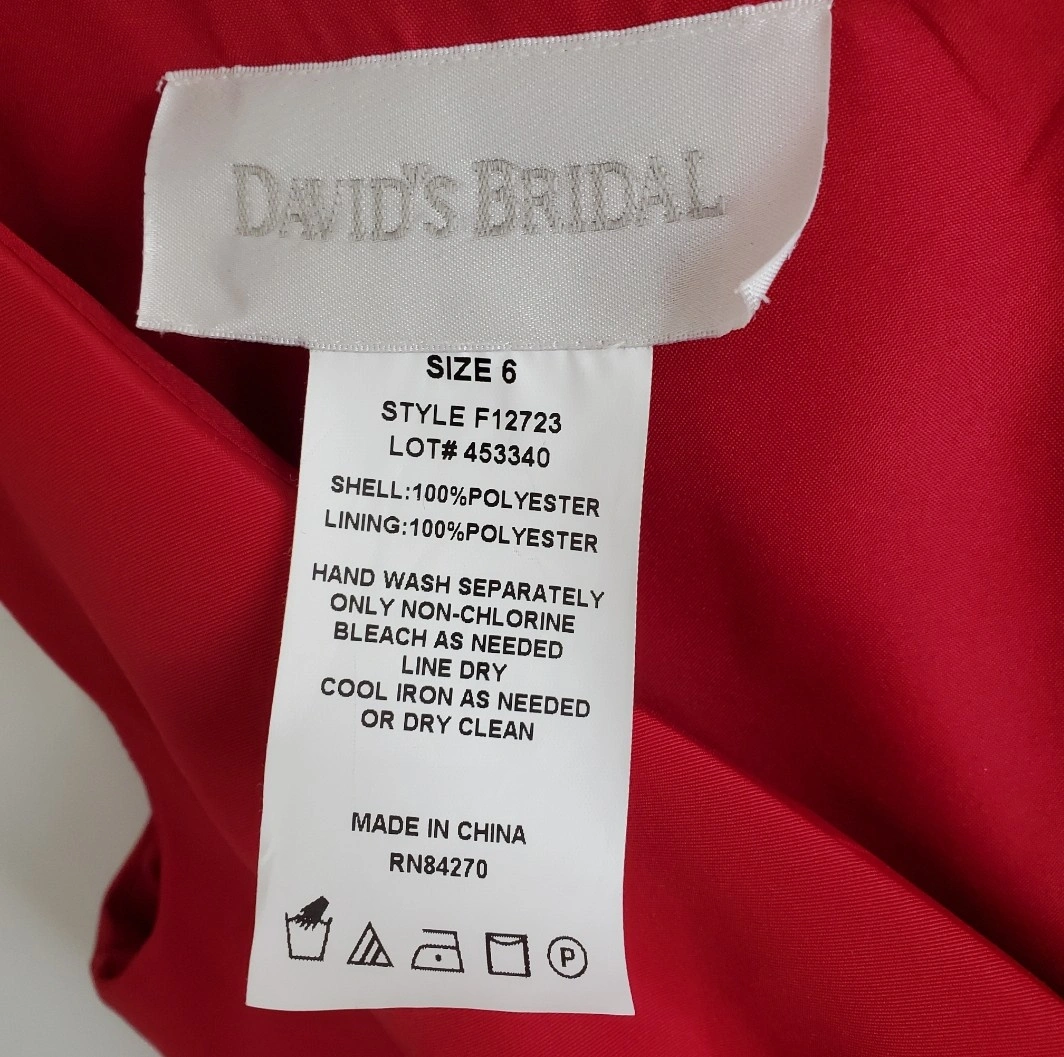 DAVID'S BRIDAL
SIZE 6
STYLE F12723
LOT# 453340
SHELL:100%POLYESTER
LINING:100%POLYESTER
HAND WASH SEPARATELY
ONLY NON-CHLORINE
BLEACH AS NEEDED
LINE DRY
COOL IRON AS NEEDED
OR DRY CLEAN
MADE IN CHINA
RN84270
P